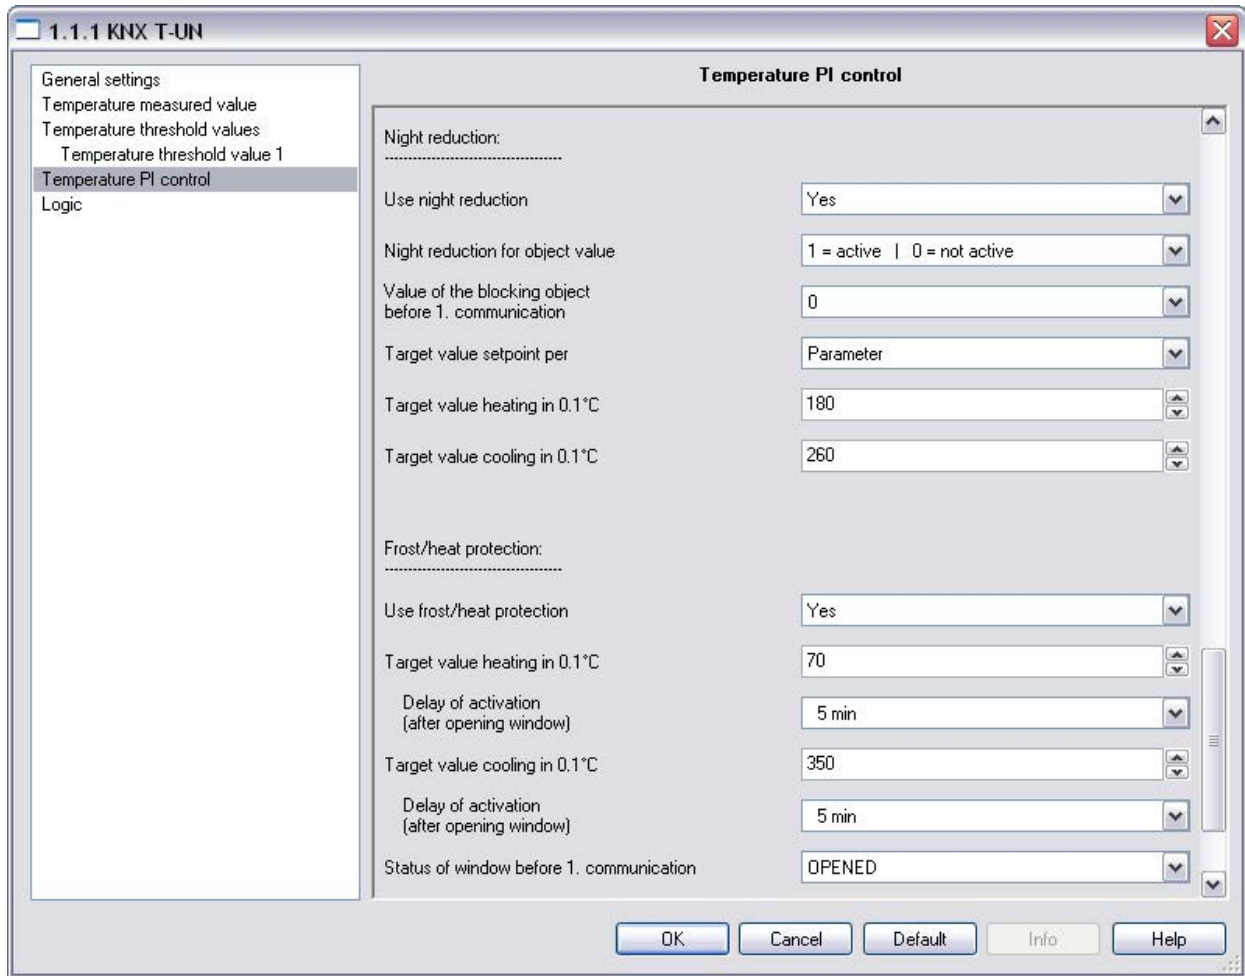 1.1.1 KNX T-UN
General settings
Temperature measured value
Temperature threshold values
Temperature threshold value 1
Temperature PI control
Logic
Temperature PI control
Night reduction:
--------------------------------------
Use night reduction
Yes
Night reduction for object value
1 = active | 0 = not active
Value of the blocking object
before 1. communication
0
Target value setpoint per
Parameter
Target value heating in 0.1°C
180
Target value cooling in 0.1°C
260
Frost/heat protection:
--------------------------------------
Use frost/heat protection
Yes
Target value heating in 0.1°C
70
Delay of activation
(after opening window)
5 min
Target value cooling in 0.1°C
350
Delay of activation
(after opening window)
5 min
Status of window before 1. communication
OPENED
OK Cancel Default Info Help